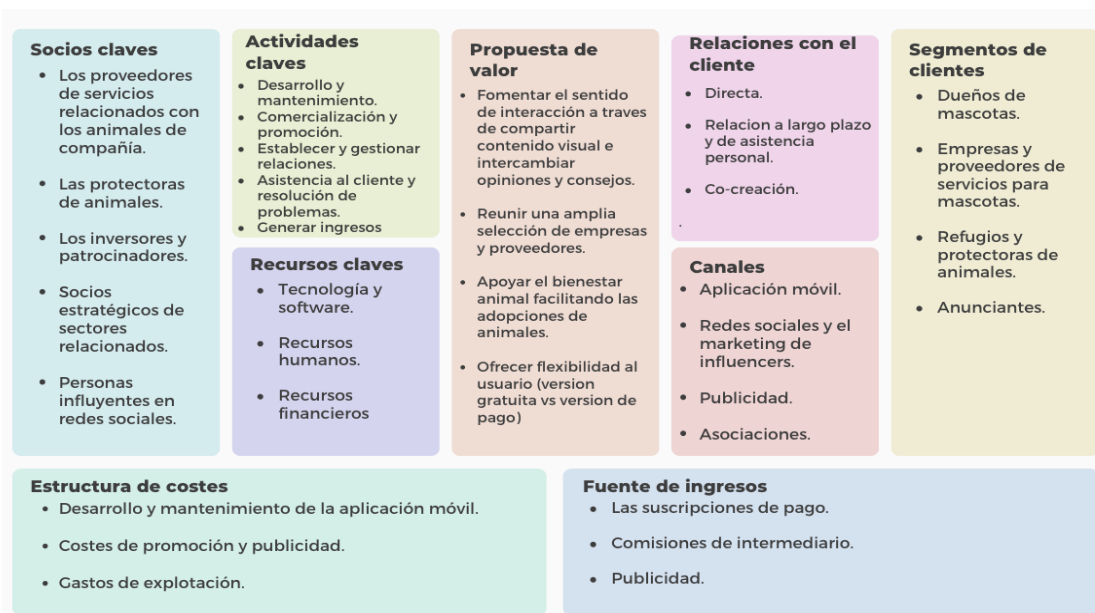 Socios claves
• Los proveedores
de servicios
relacionados con
los animales de
compañía.
• Las protectoras
de animales.
• Los inversores y
patrocinadores.
• Socios
estratégicos de
sectores
relacionados.
• Personas
influyentes en
redes sociales.
Actividades
claves
• Desarrollo y
mantenimiento.
• Comercialización y
promoción.
• Establecer y gestionar
relaciones.
• Asistencia al cliente y
resolución de
problemas.
• Generar ingresos
Recursos claves
• Tecnología y
software.
• Recursos
humanos.
• Recursos
financieros
Propuesta de
valor
• Fomentar el sentido
de interacción a traves
de compartir
contenido visual e
intercambiar
opiniones y consejos.
• Reunir una amplia
selección de empresas
y proveedores.
• Apoyar el bienestar
animal facilitando las
adopciones de
animales.
• Ofrecer flexibilidad al
usuario (version
gratuita vs version de
pago)
Relaciones con el
cliente
• Directa.
• Relacion a largo plazo
y de asistencia
personal.
• Co-creación.
.
Canales
• Aplicación móvil.
• Redes sociales y el
marketing de
influencers.
• Publicidad.
• Asociaciones.
Segmentos de
clientes
• Dueños de
mascotas.
• Empresas y
proveedores de
servicios para
mascotas.
• Refugios y
protectoras de
animales.
• Anunciantes.
Estructura de costes
• Desarrollo y mantenimiento de la aplicación móvil.
• Costes de promoción y publicidad.
• Gastos de explotación.
Fuente de ingresos
• Las suscripciones de pago.
• Comisiones de intermediario.
• Publicidad.